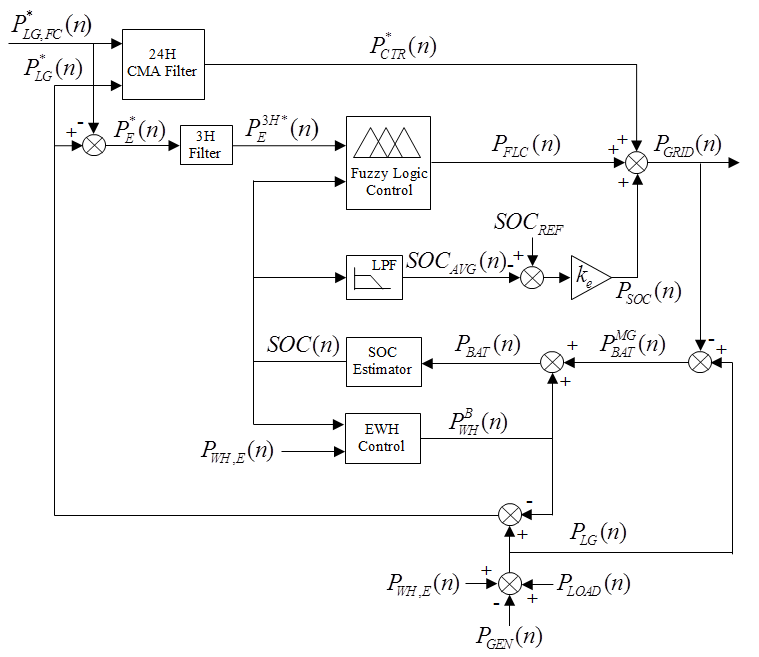 P*LG,FC(n)
P*LG(n)
24H
CMA Filter
P*CTR(n)
+
-
P*E(n)
3H
Filter
P3H*E(n)
Fuzzy Logic
Control
PFLC(n)
+
+
+
PGRID(n)
SOCREF
LPF
SOCAVG(n)
-
+
ke
PSOC(n)
SOC(n)
SOC
Estimator
PBAT(n)
+
+
PMGBAT(n)
-
+
EWH
Control
PBWH(n)
PWH,E(n)
-
+
PLG(n)
PWH,E(n)
+
-
+
PLOAD(n)
PGEN(n)